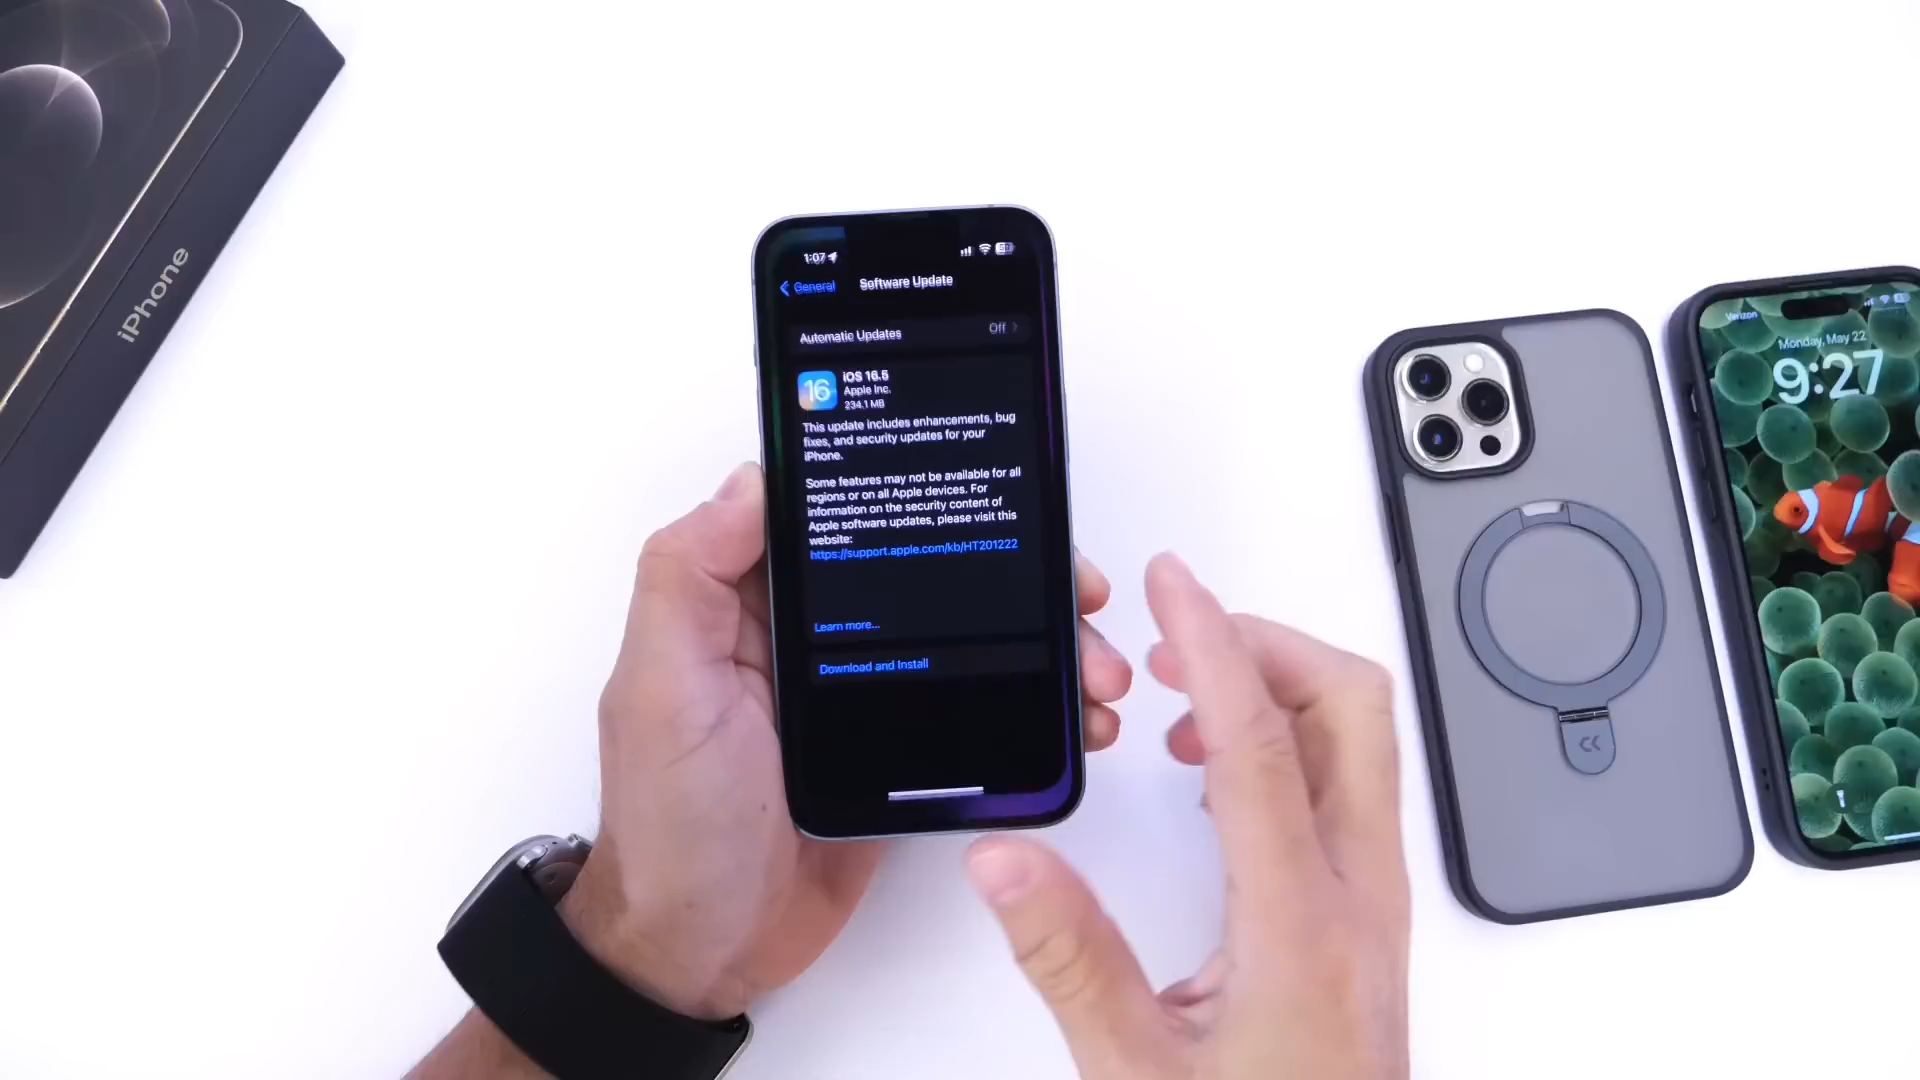 iPhone
1:07
General
Software Update
Automatic Updates
Off
16
iOS 16.5
Apple Inc.
234.1 MB
This update includes enhancements, bug
fixes, and security updates for your
iPhone.
Some features may not be available for all
regions or on all Apple devices. For
information on the security content of
Apple software updates, please visit this
website:
https://support.apple.com/kb/HT201222
Learn more...
Download and Install
Verizon
Monday, May 22
9:27